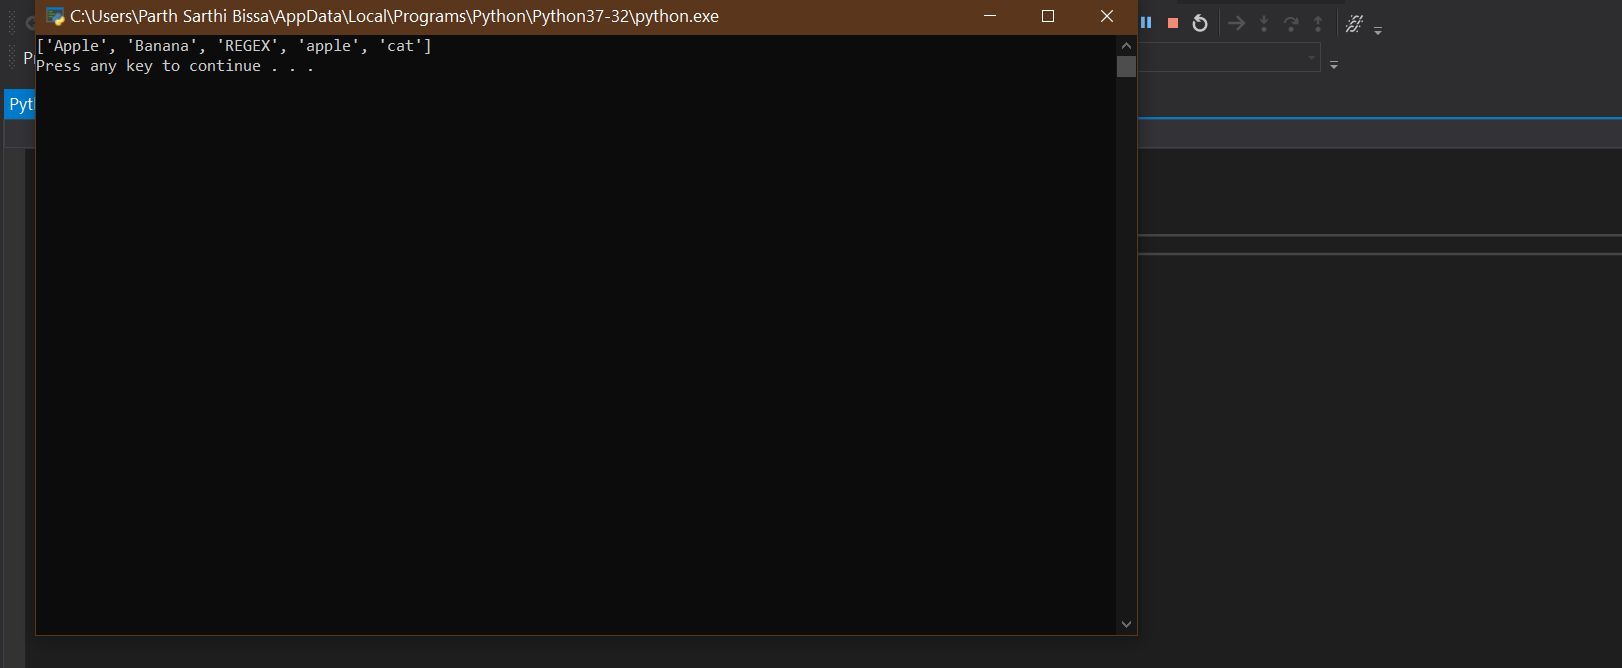 C:\Users\Parth Sarthi Bissa\AppData\Local\Programs\Python\Python37-32\python.exe
['Apple', 'Banana', 'REGEX', 'apple', 'cat']
Press any key to continue . . .